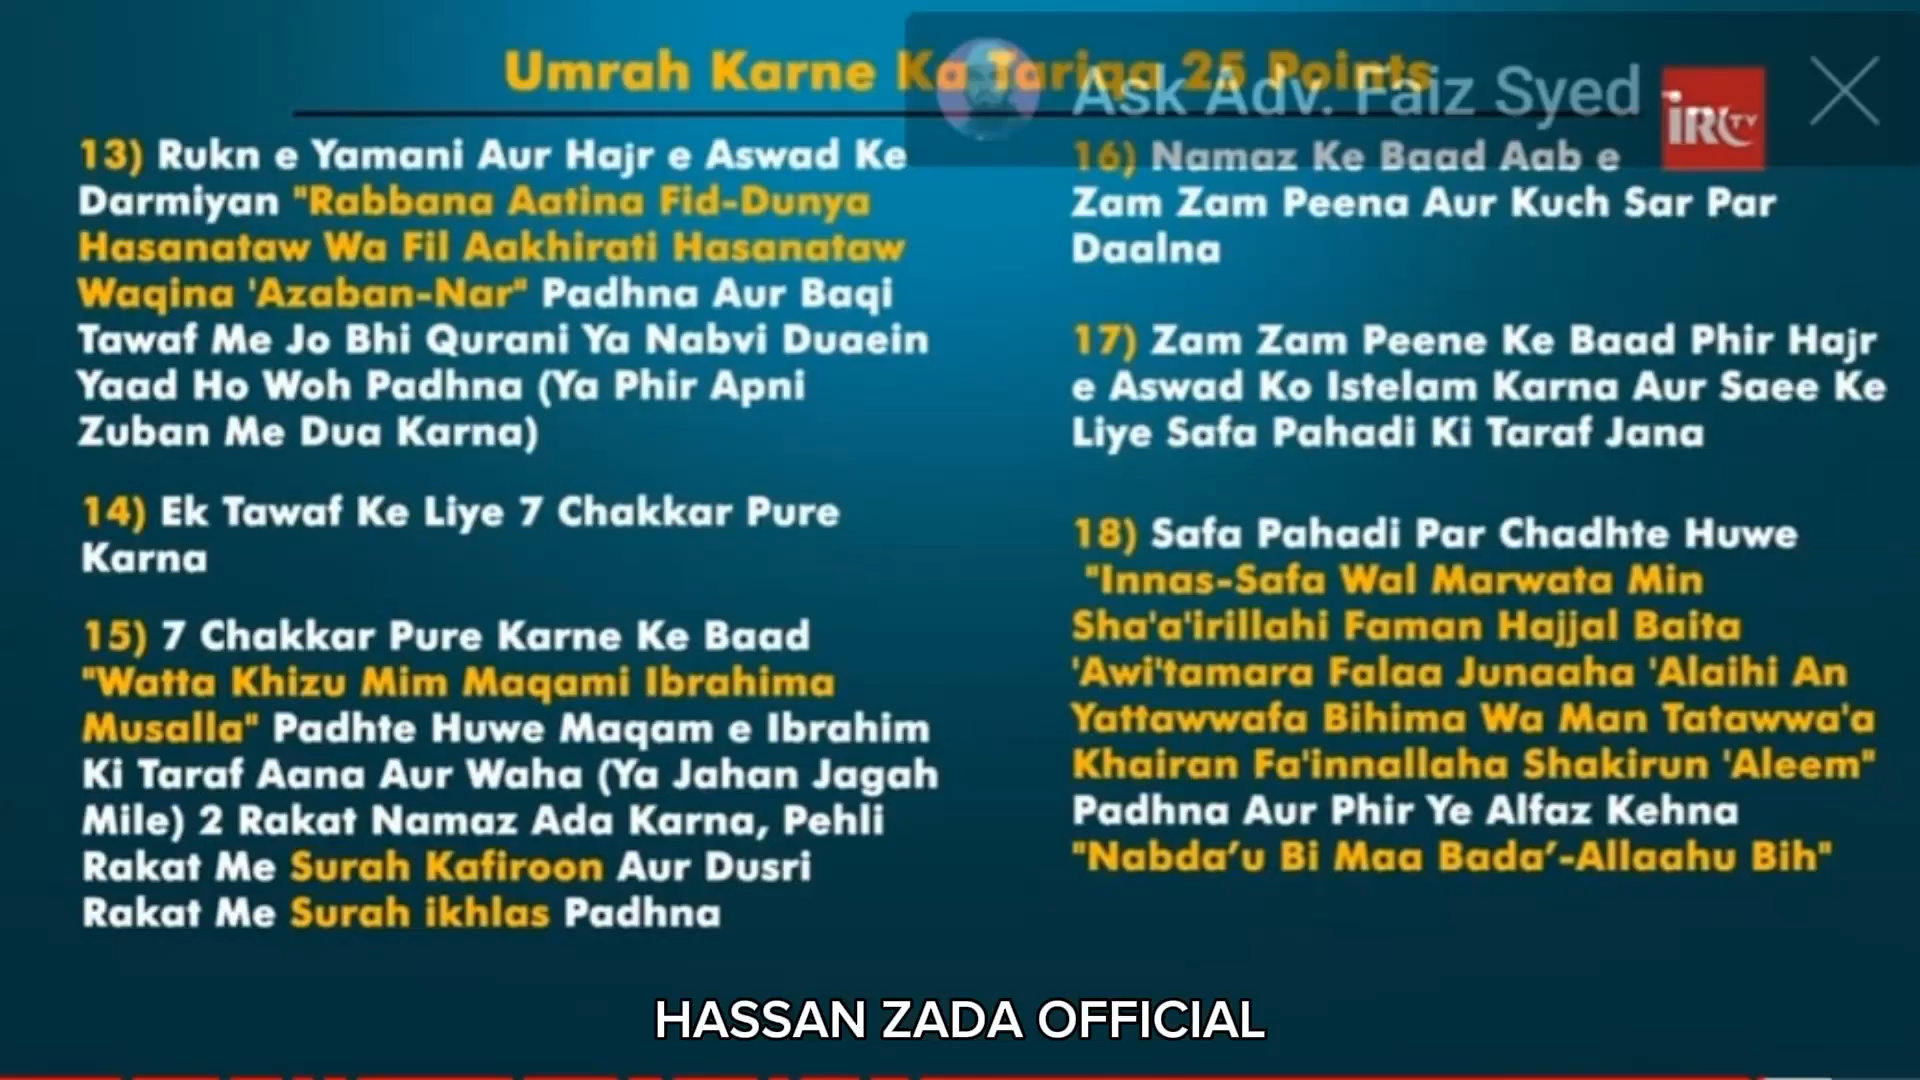 Umrah Karne Ka Tariqa 25 Points
Ask Adv. Faiz Syed
iRC TV
13) Rukn e Yamani Aur Hajr e Aswad Ke
Darmiyan "Rabbana Aatina Fid-Dunya
Hasanataw Wa Fil Aakhirati Hasanataw
Waqina 'Azaban-Nar" Padhna Aur Baqi
Tawaf Me Jo Bhi Qurani Ya Nabvi Duaein
Yaad Ho Woh Padhna (Ya Phir Apni
Zuban Me Dua Karna)
14) Ek Tawaf Ke Liye 7 Chakkar Pure
Karna
15) 7 Chakkar Pure Karne Ke Baad
"Watta Khizu Mim Maqami Ibrahima
Musalla" Padhte Huwe Maqam e Ibrahim
Ki Taraf Aana Aur Waha (Ya Jahan Jagah
Mile) 2 Rakat Namaz Ada Karna, Pehli
Rakat Me Surah Kafiroon Aur Dusri
Rakat Me Surah ikhlas Padhna
16) Namaz Ke Baad Aab e
Zam Zam Peena Aur Kuch Sar Par
Daalna
17) Zam Zam Peene Ke Baad Phir Hajr
e Aswad Ko Istelam Karna Aur Saee Ke
Liye Safa Pahadi Ki Taraf Jana
18) Safa Pahadi Par Chadhte Huwe
"Innas-Safa Wal Marwata Min
Sha'a'irillahi Faman Hajjal Baita
'Awi'tamara Falaa Junaaha 'Alaihi An
Yattawwafa Bihima Wa Man Tatawwa'a
Khairan Fa'innallaha Shakirun 'Aleem"
Padhna Aur Phir Ye Alfaz Kehna
"Nabda’u Bi Maa Bada’-Allaahu Bih"
HASSAN ZADA OFFICIAL